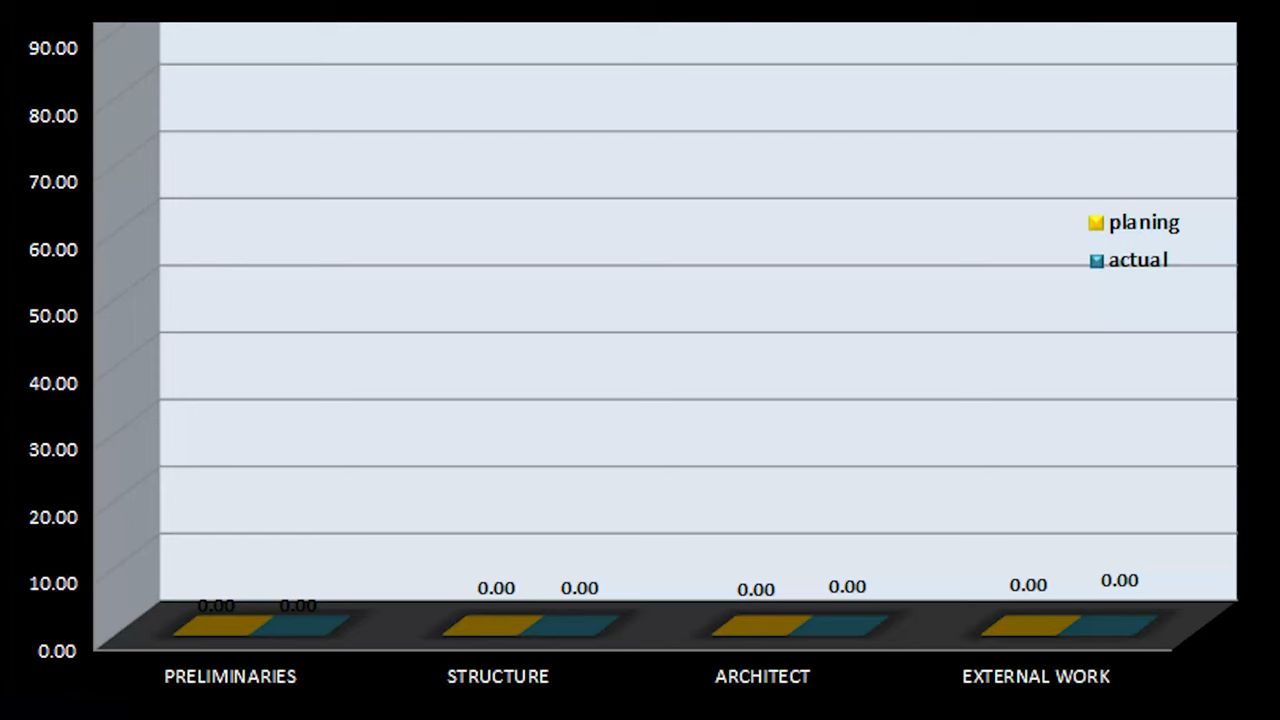 90.00
80.00
70.00
60.00
50.00
40.00
30.00
20.00
10.00
0.00
planing
actual
0.00 0.00 0.00 0.00 0.00 0.00 0.00 0.00
PRELIMINARIES STRUCTURE ARCHITECT EXTERNAL WORK